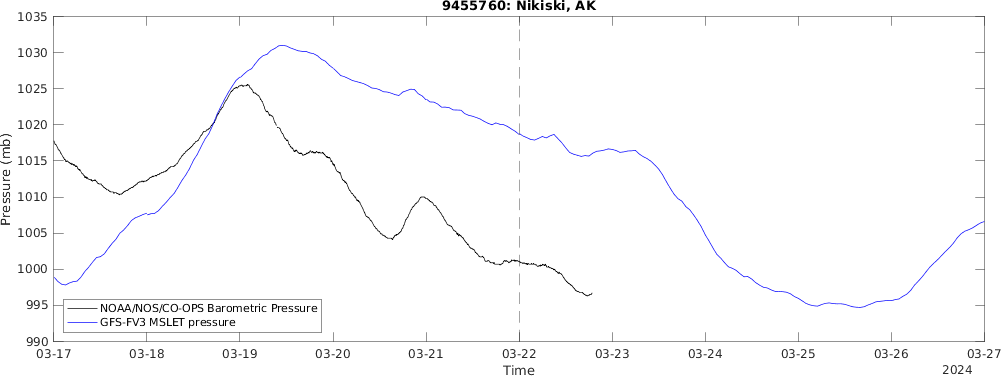 9455760: Nikiski, AK
1035
1030
1025
1020
1015
1010
1005
1000
995
990
Pressure (mb)
NOAA/NOS/CO-OPS Barometric Pressure
GFS-FV3 MSLET pressure
03-17 03-18 03-19 03-20 03-21 03-22 03-23 03-24 03-25 03-26 03-27
Time
2024